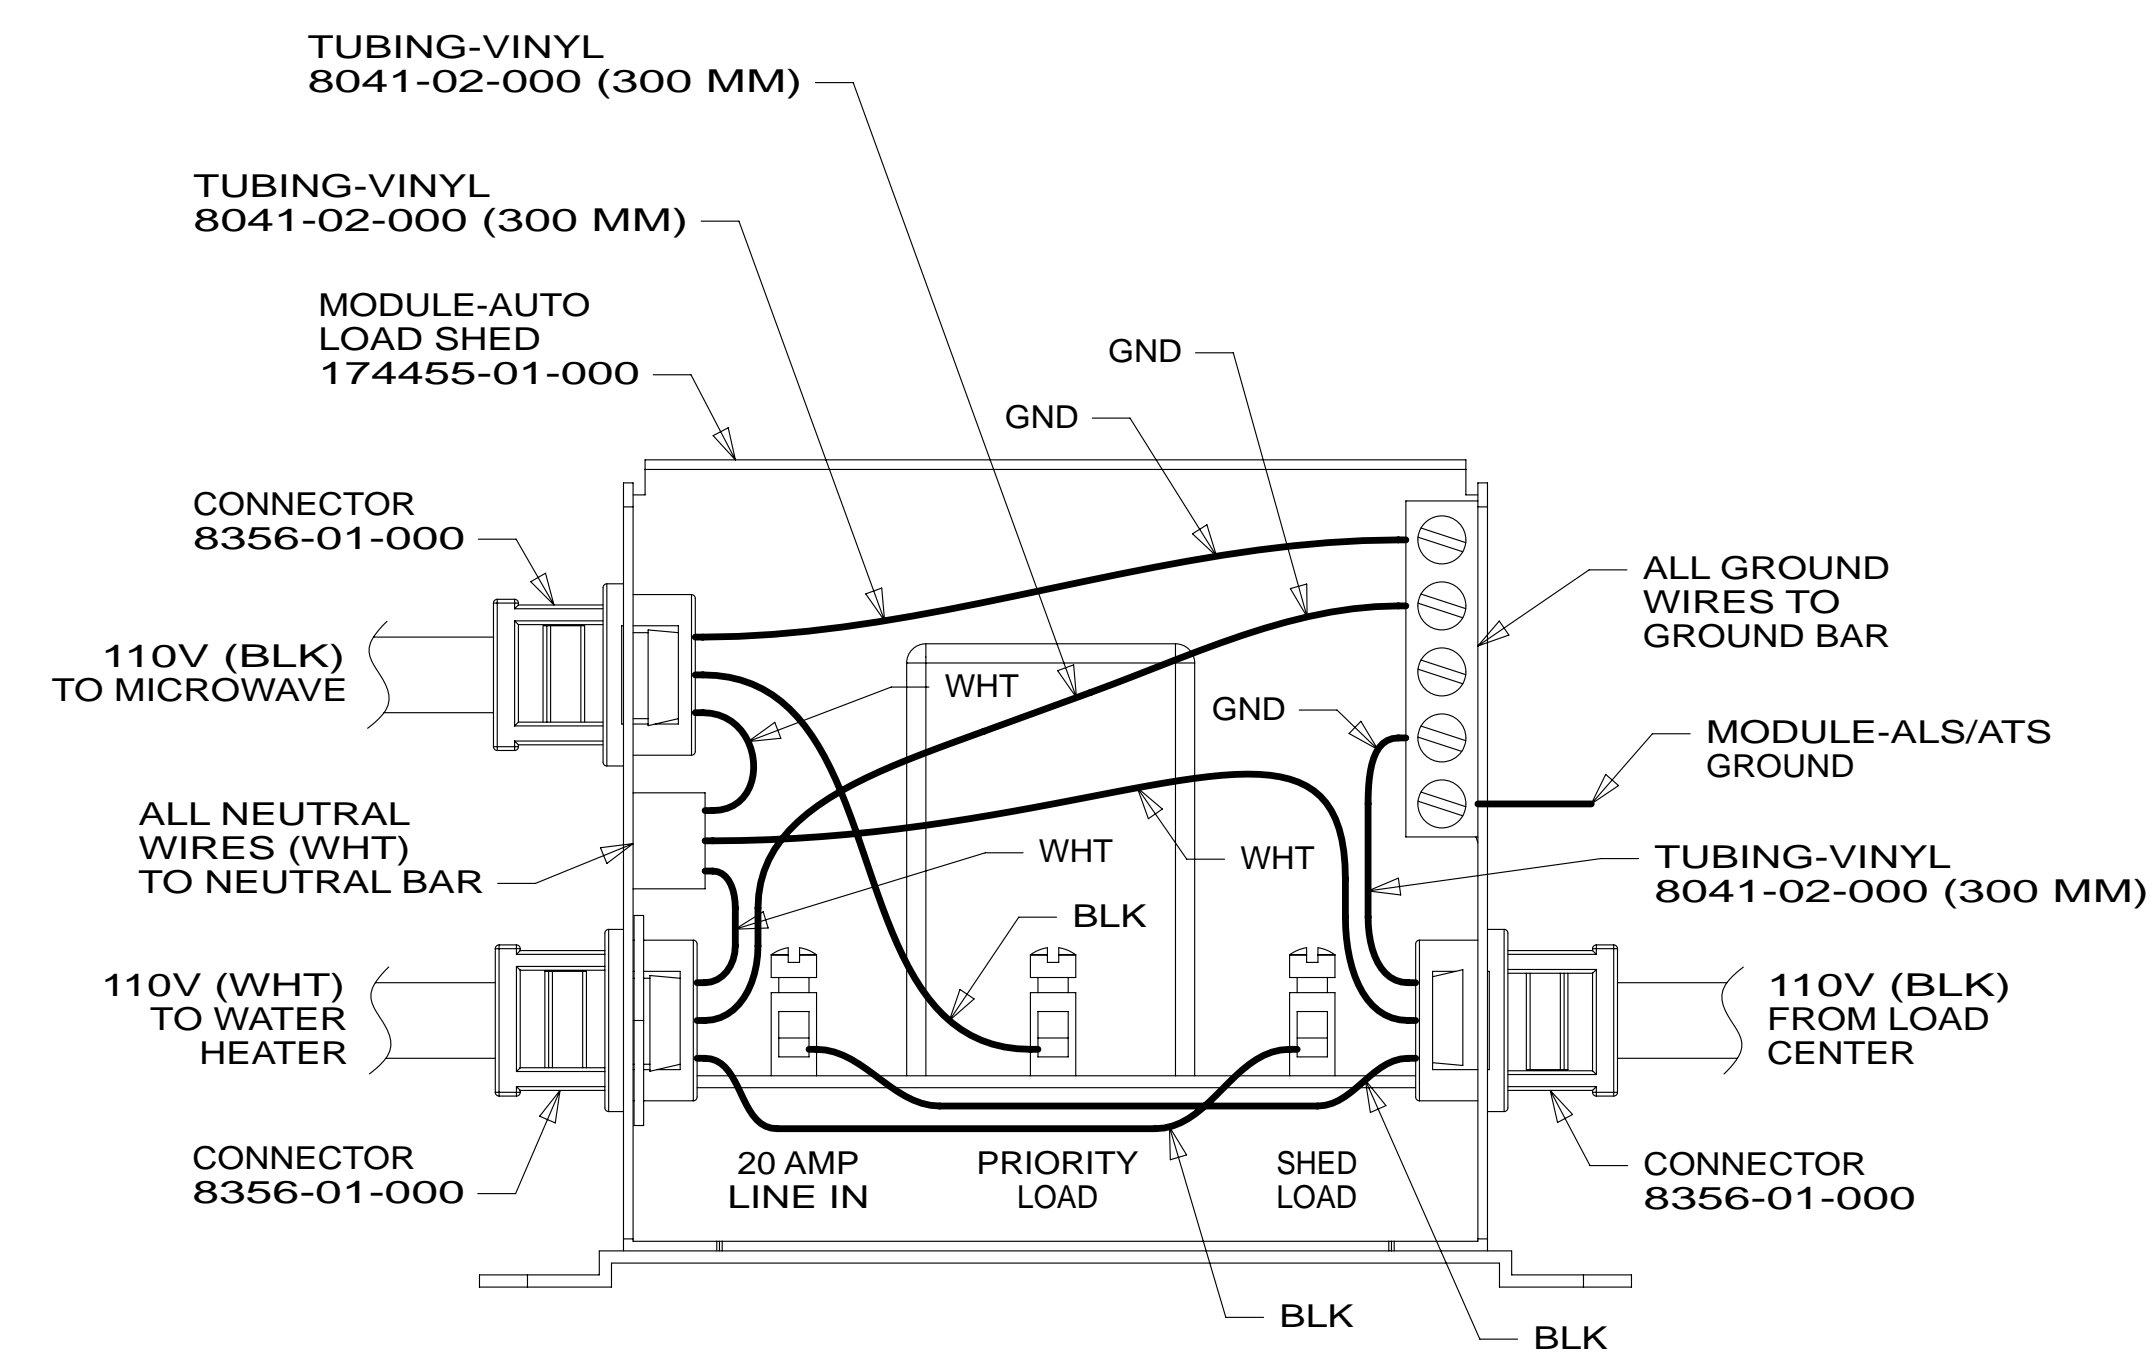 TUBING-VINYL
8041-02-000 (300 MM)
TUBING-VINYL
8041-02-000 (300 MM)
MODULE-AUTO
LOAD SHED
174455-01-000
GND
GND
CONNECTOR
8356-01-000
ALL GROUND
WIRES TO
GROUND BAR
110V (BLK)
TO MICROWAVE
WHT
GND
MODULE-ALS/ATS
GROUND
ALL NEUTRAL
WIRES (WHT)
TO NEUTRAL BAR
WHT
WHT
TUBING-VINYL
8041-02-000 (300 MM)
BLK
110V (WHT)
TO WATER
HEATER
110V (BLK)
FROM LOAD
CENTER
CONNECTOR
8356-01-000
20 AMP
LINE IN
PRIORITY
LOAD
SHED
LOAD
CONNECTOR
8356-01-000
BLK
BLK